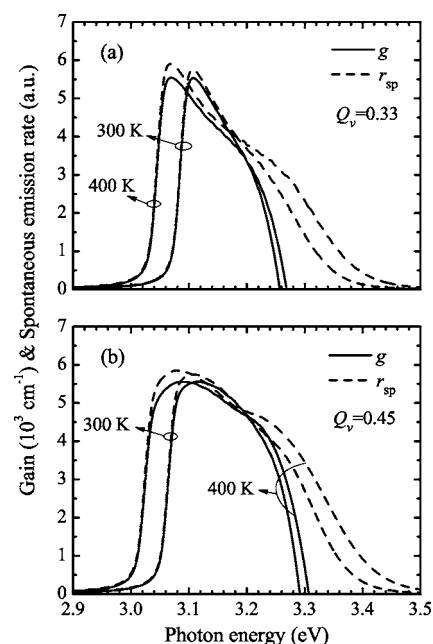 Gain (10³ cm⁻¹) & Spontaneous emission rate (a.u.)
(a)
g
r_sp
Q_v=0.33
300 K
400 K
7
6
5
4
3
2
1
0
(b)
g
r_sp
Q_v=0.45
300 K
400 K
7
6
5
4
3
2
1
0
2.9 3.0 3.1 3.2 3.3 3.4 3.5
Photon energy (eV)